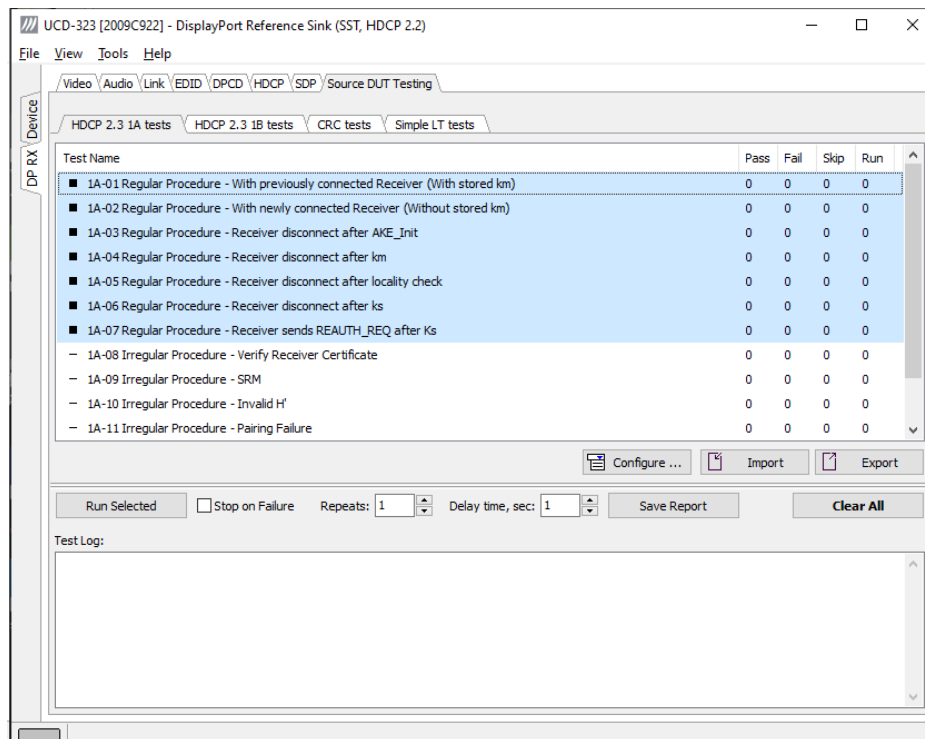 UCD-323 [2009C922] - DisplayPort Reference Sink (SST, HDCP 2.2)
File View Tools Help
Device
DP RX
Video Audio Link EDID DPCD HDCP SDP Source DUT Testing
HDCP 2.3 1A tests HDCP 2.3 1B tests CRC tests Simple LT tests
Test Name Pass Fail Skip Run
1A-01 Regular Procedure - With previously connected Receiver (With stored km) 0 0 0 0
1A-02 Regular Procedure - With newly connected Receiver (Without stored km) 0 0 0 0
1A-03 Regular Procedure - Receiver disconnect after AKE_Init 0 0 0 0
1A-04 Regular Procedure - Receiver disconnect after km 0 0 0 0
1A-05 Regular Procedure - Receiver disconnect after locality check 0 0 0 0
1A-06 Regular Procedure - Receiver disconnect after ks 0 0 0 0
1A-07 Regular Procedure - Receiver sends REAUTH_REQ after Ks 0 0 0 0
1A-08 Irregular Procedure - Verify Receiver Certificate 0 0 0 0
1A-09 Irregular Procedure - SRM 0 0 0 0
1A-10 Irregular Procedure - Invalid H' 0 0 0 0
1A-11 Irregular Procedure - Pairing Failure 0 0 0 0
Configure ... Import Export
Run Selected Stop on Failure Repeats: 1 Delay time, sec: 1 Save Report Clear All
Test Log: